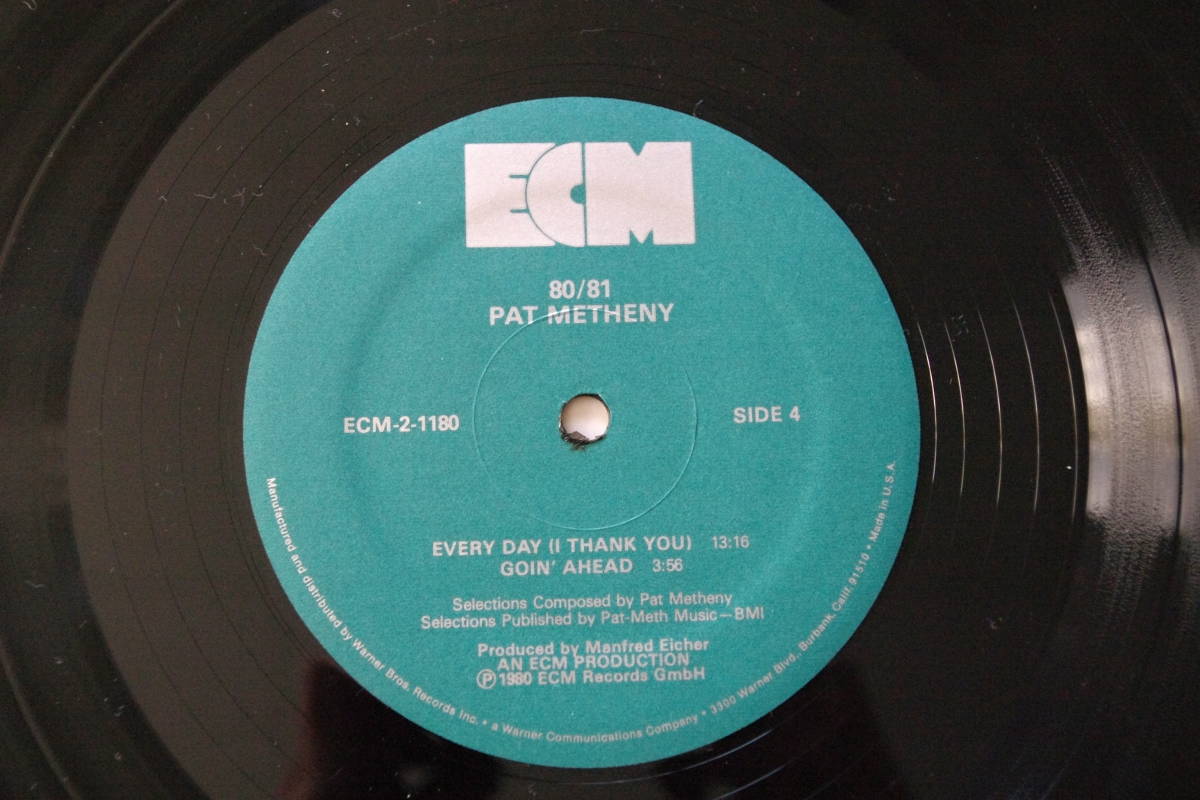 ECM
80/81
PAT METHENY
ECM-2-1180
SIDE 4
EVERY DAY (I THANK YOU) 13:16
GOIN' AHEAD 3:56
Selections Composed by Pat Metheny
Selections Published by Pat-Meth Music—BMI
Produced by Manfred Eicher
AN ECM PRODUCTION
Ⓟ 1980 ECM Records GmbH
Manufactured and distributed by Warner Bros. Records Inc. • a Warner Communications Company • 3300 Warner Blvd., Burbank, Calif. 91510 • Made in U.S.A.